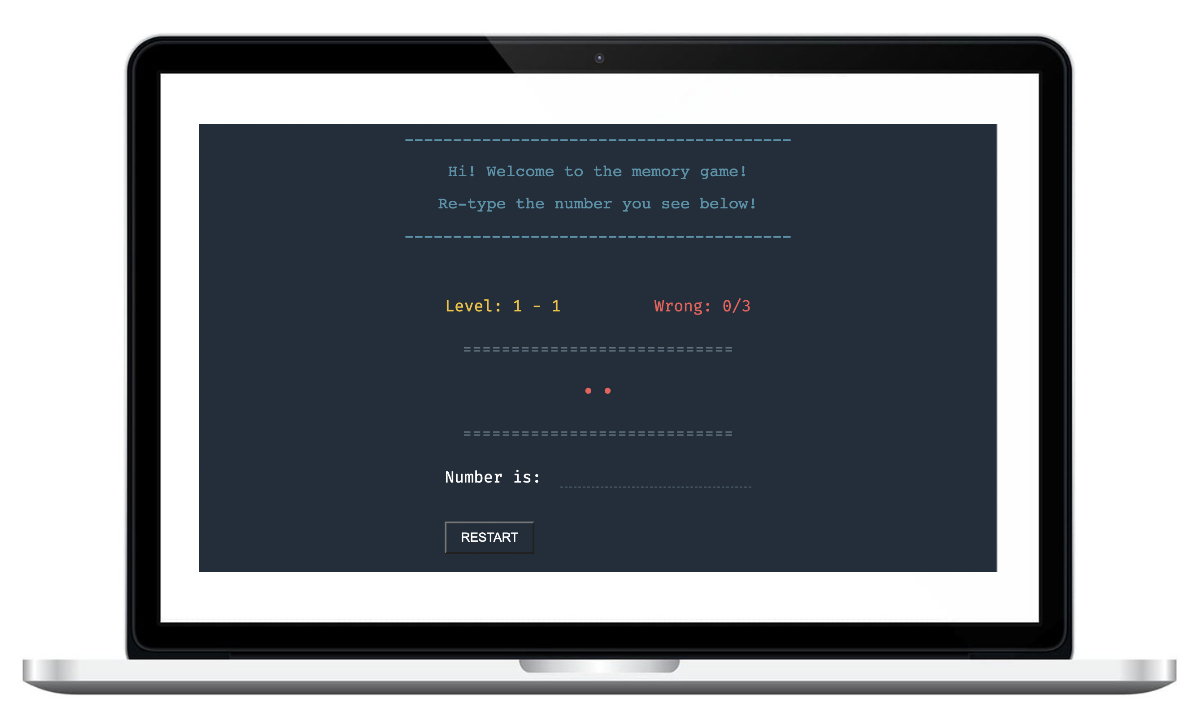 ----------------------------------------
Hi! Welcome to the memory game!
Re-type the number you see below!
----------------------------------------
Level: 1 - 1 Wrong: 0/3
============================
• •
============================
Number is:
RESTART